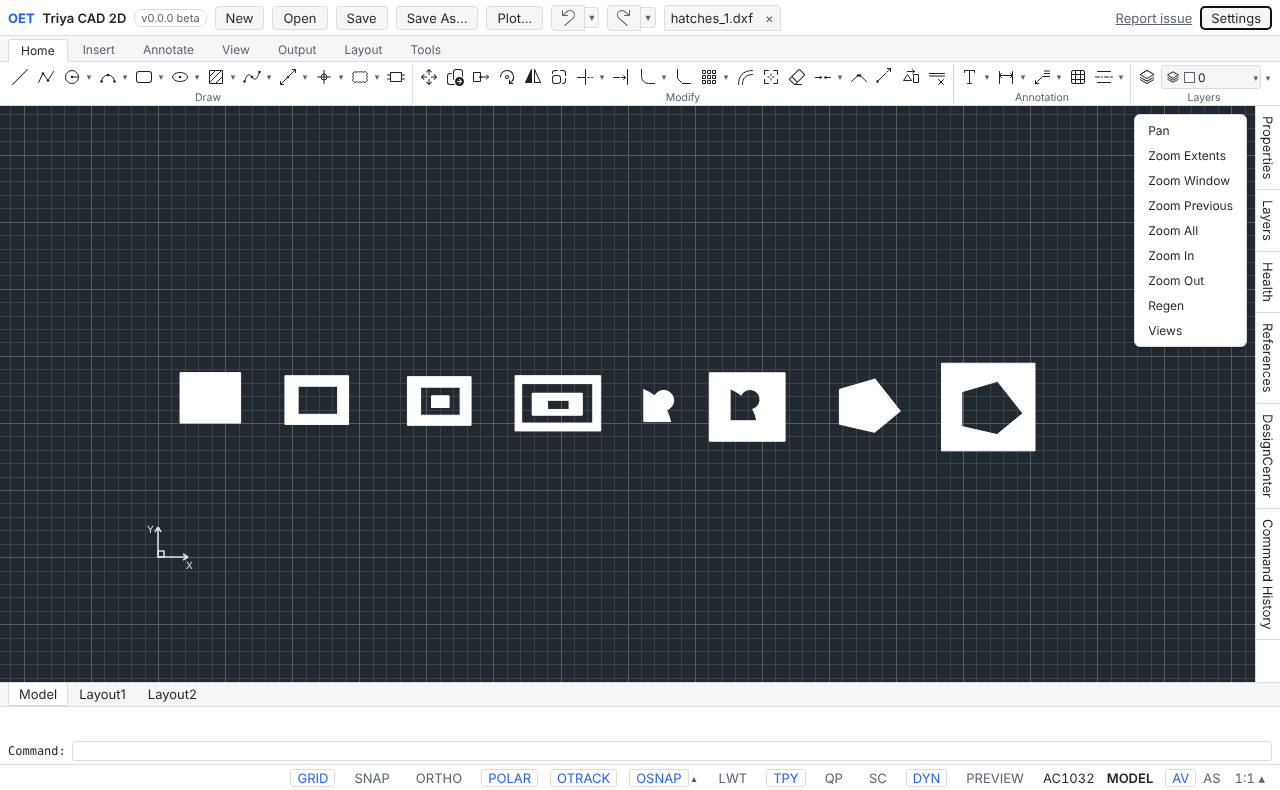 OET Triya CAD 2D v0.0.0 beta New Open Save Save As... Plot... hatches_1.dxf × Report issue Settings
Home Insert Annotate View Output Layout Tools
0
Draw Modify Annotation Layers
Pan
Zoom Extents
Zoom Window
Zoom Previous
Zoom All
Zoom In
Zoom Out
Regen
Views
Properties
Layers
Health
References
DesignCenter
Command History
Y
X
Model Layout1 Layout2
Command:
GRID SNAP ORTHO POLAR OTRACK OSNAP LWT TPY QP SC DYN PREVIEW AC1032 MODEL AV AS 1:1